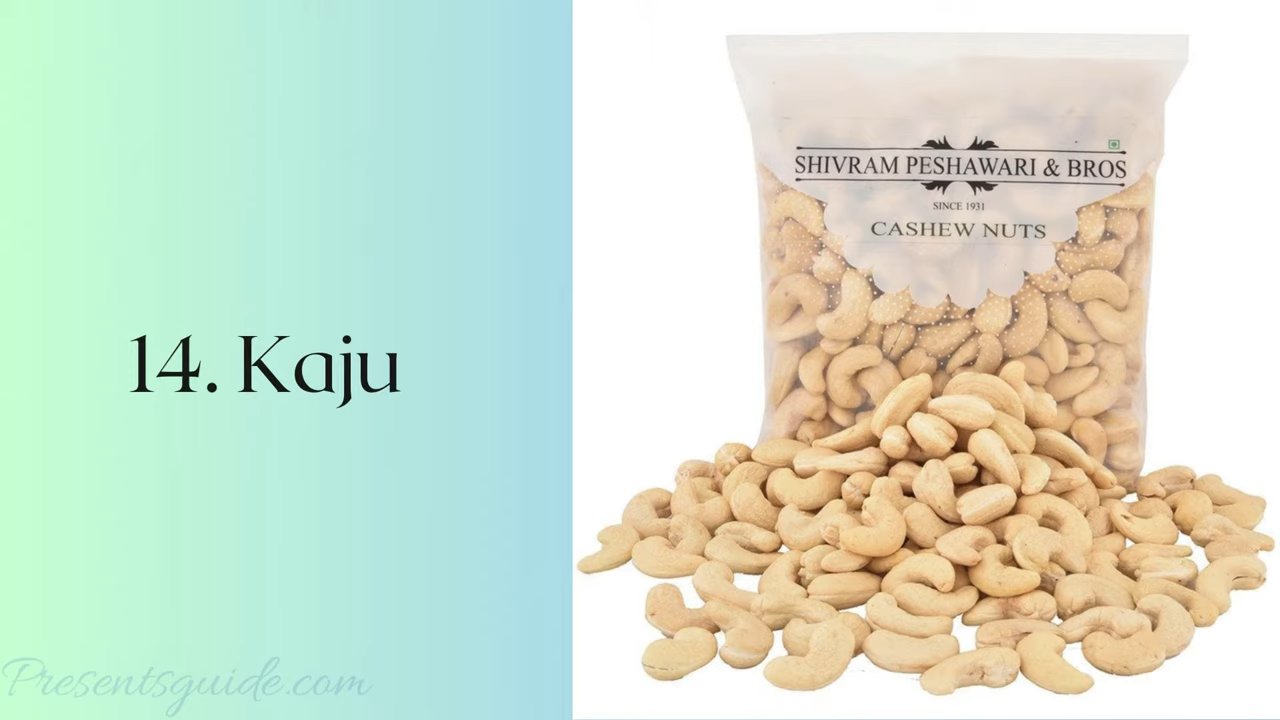 14. Kaju
SHIVRAM PESHAWARI & BROS
SINCE 1931
CASHEW NUTS
Presentsguide.com